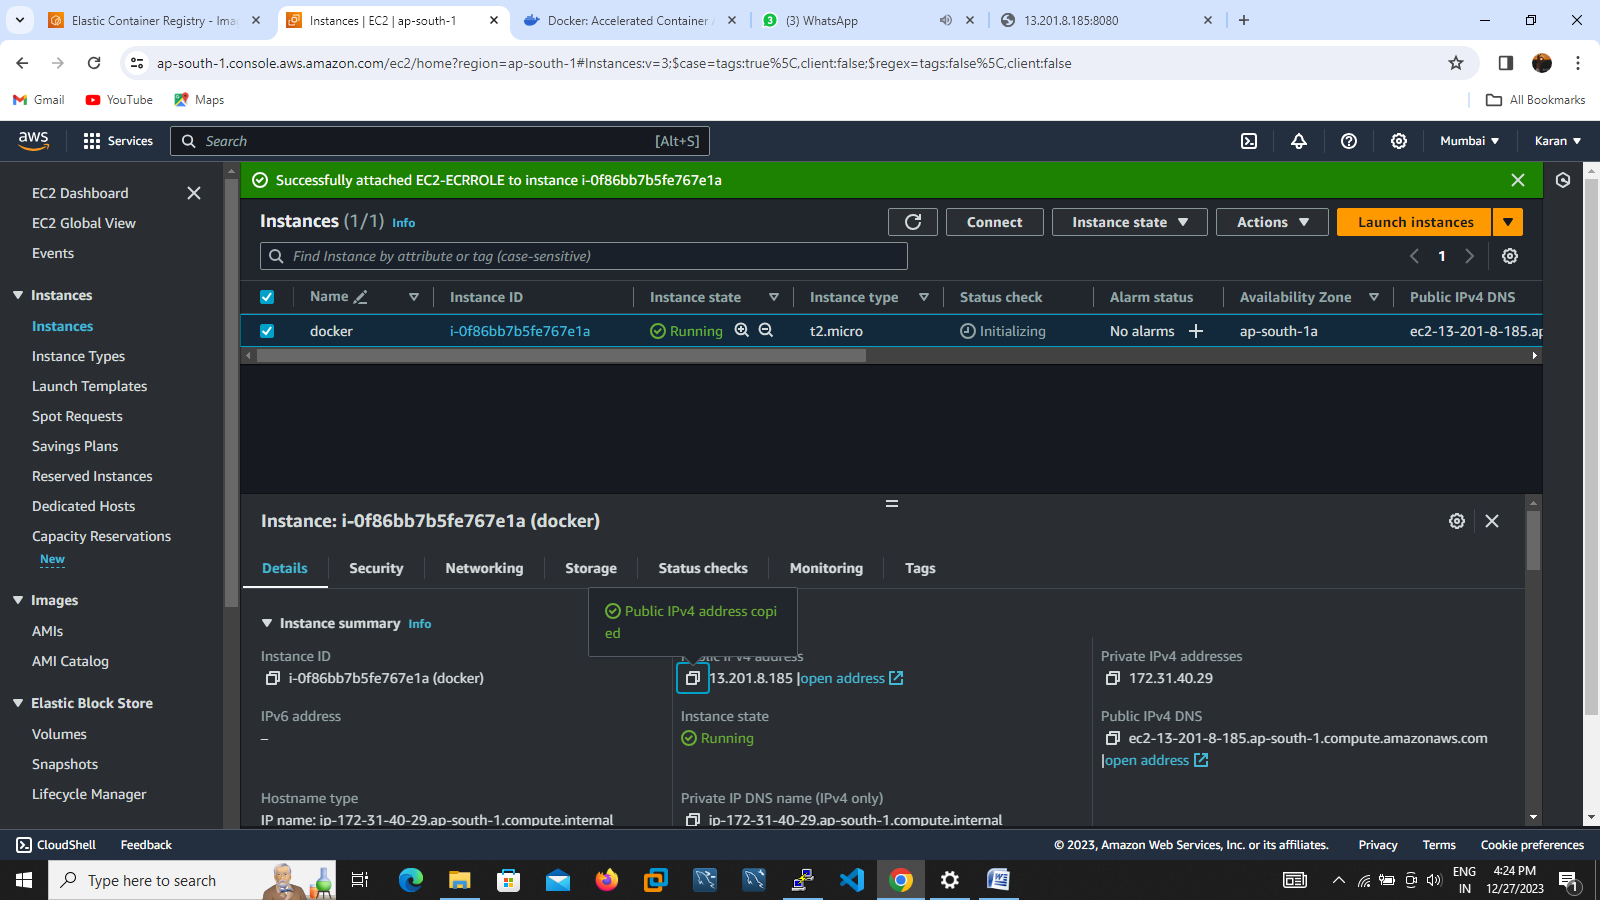 Elastic Container Registry - Ima
Instances | EC2 | ap-south-1
Docker: Accelerated Container
(3) WhatsApp
13.201.8.185:8080
ap-south-1.console.aws.amazon.com/ec2/home?region=ap-south-1#Instances:v=3;$case=tags:true%5C,client:false;$regex=tags:false%5C,client:false
Gmail
YouTube
Maps
All Bookmarks
aws
Services
Search
[Alt+S]
Mumbai
Karan
Successfully attached EC2-ECRROLE to instance i-0f86bb7b5fe767e1a
EC2 Dashboard
EC2 Global View
Events
Instances
Instances
Instance Types
Launch Templates
Spot Requests
Savings Plans
Reserved Instances
Dedicated Hosts
Capacity Reservations
New
Images
AMIs
AMI Catalog
Elastic Block Store
Volumes
Snapshots
Lifecycle Manager
Instances (1/1) Info
Connect
Instance state
Actions
Launch instances
Find Instance by attribute or tag (case-sensitive)
1
Name
Instance ID
Instance state
Instance type
Status check
Alarm status
Availability Zone
Public IPv4 DNS
docker
i-0f86bb7b5fe767e1a
Running
t2.micro
Initializing
No alarms
ap-south-1a
ec2-13-201-8-185.ap
Instance: i-0f86bb7b5fe767e1a (docker)
Details
Security
Networking
Storage
Status checks
Monitoring
Tags
Public IPv4 address copi
ed
Instance summary Info
Instance ID
i-0f86bb7b5fe767e1a (docker)
Public IPv4 address
13.201.8.185 |open address
Private IPv4 addresses
172.31.40.29
IPv6 address
–
Instance state
Running
Public IPv4 DNS
ec2-13-201-8-185.ap-south-1.compute.amazonaws.com
|open address
Hostname type
IP name: ip-172-31-40-29.ap-south-1.compute.internal
Private IP DNS name (IPv4 only)
ip-172-31-40-29.ap-south-1.compute.internal
CloudShell
Feedback
© 2023, Amazon Web Services, Inc. or its affiliates.
Privacy
Terms
Cookie preferences
Type here to search
ENG
IN
4:24 PM
12/27/2023
1